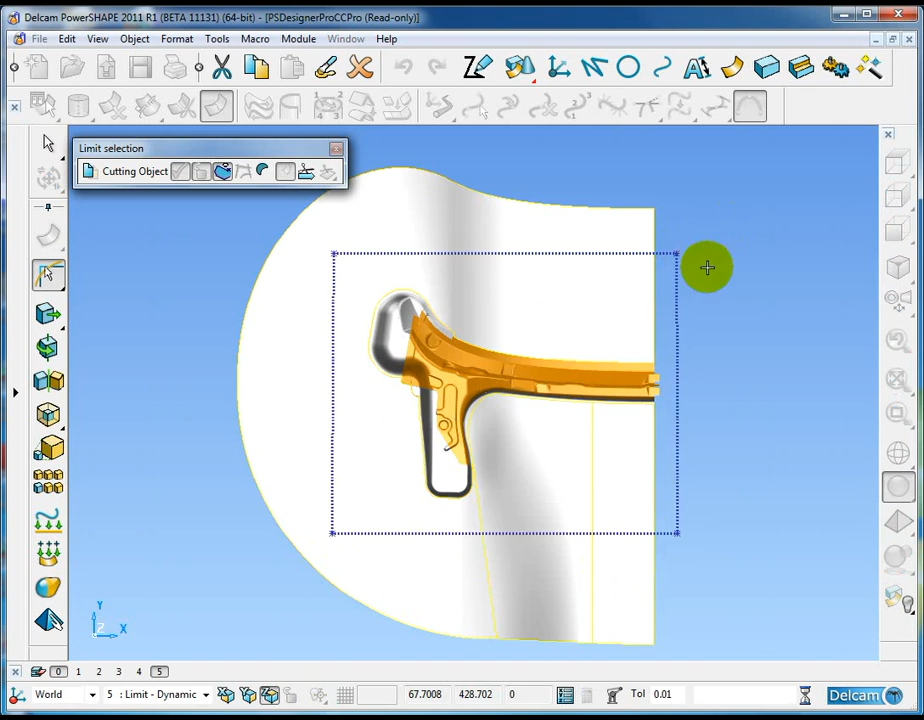 Delcam PowerSHAPE 2011 R1 (BETA 11131) (64-bit) - [PSDesignerProCCPro (Read-only)]
File Edit View Object Format Tools Macro Module Window Help
Limit selection
Cutting Object
Y
Z X
0 1 2 3 4 5
World 5 : Limit - Dynamic 67.7008 428.702 0 Tol 0.01 Delcam